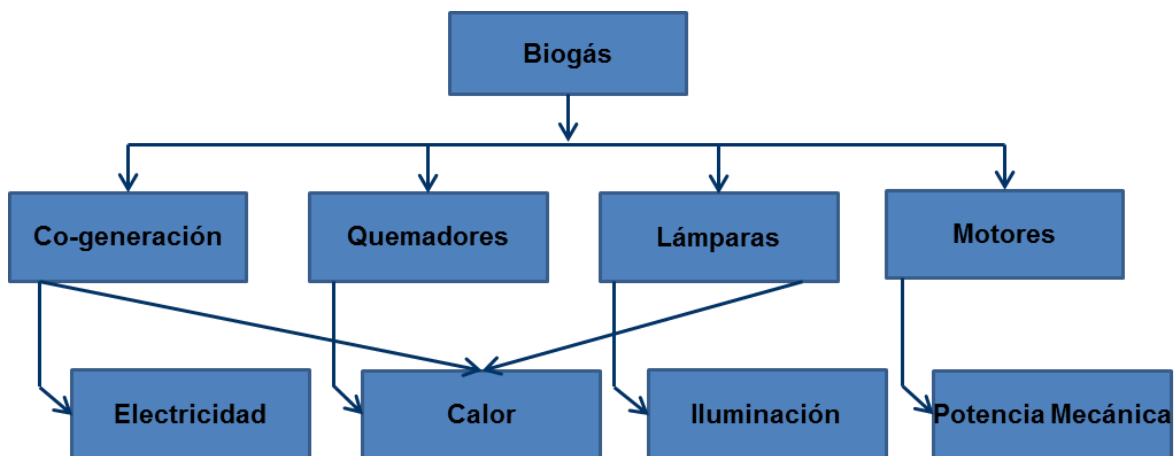 Biogás
Co-generación
Quemadores
Lámparas
Motores
Electricidad
Calor
Iluminación
Potencia Mecánica